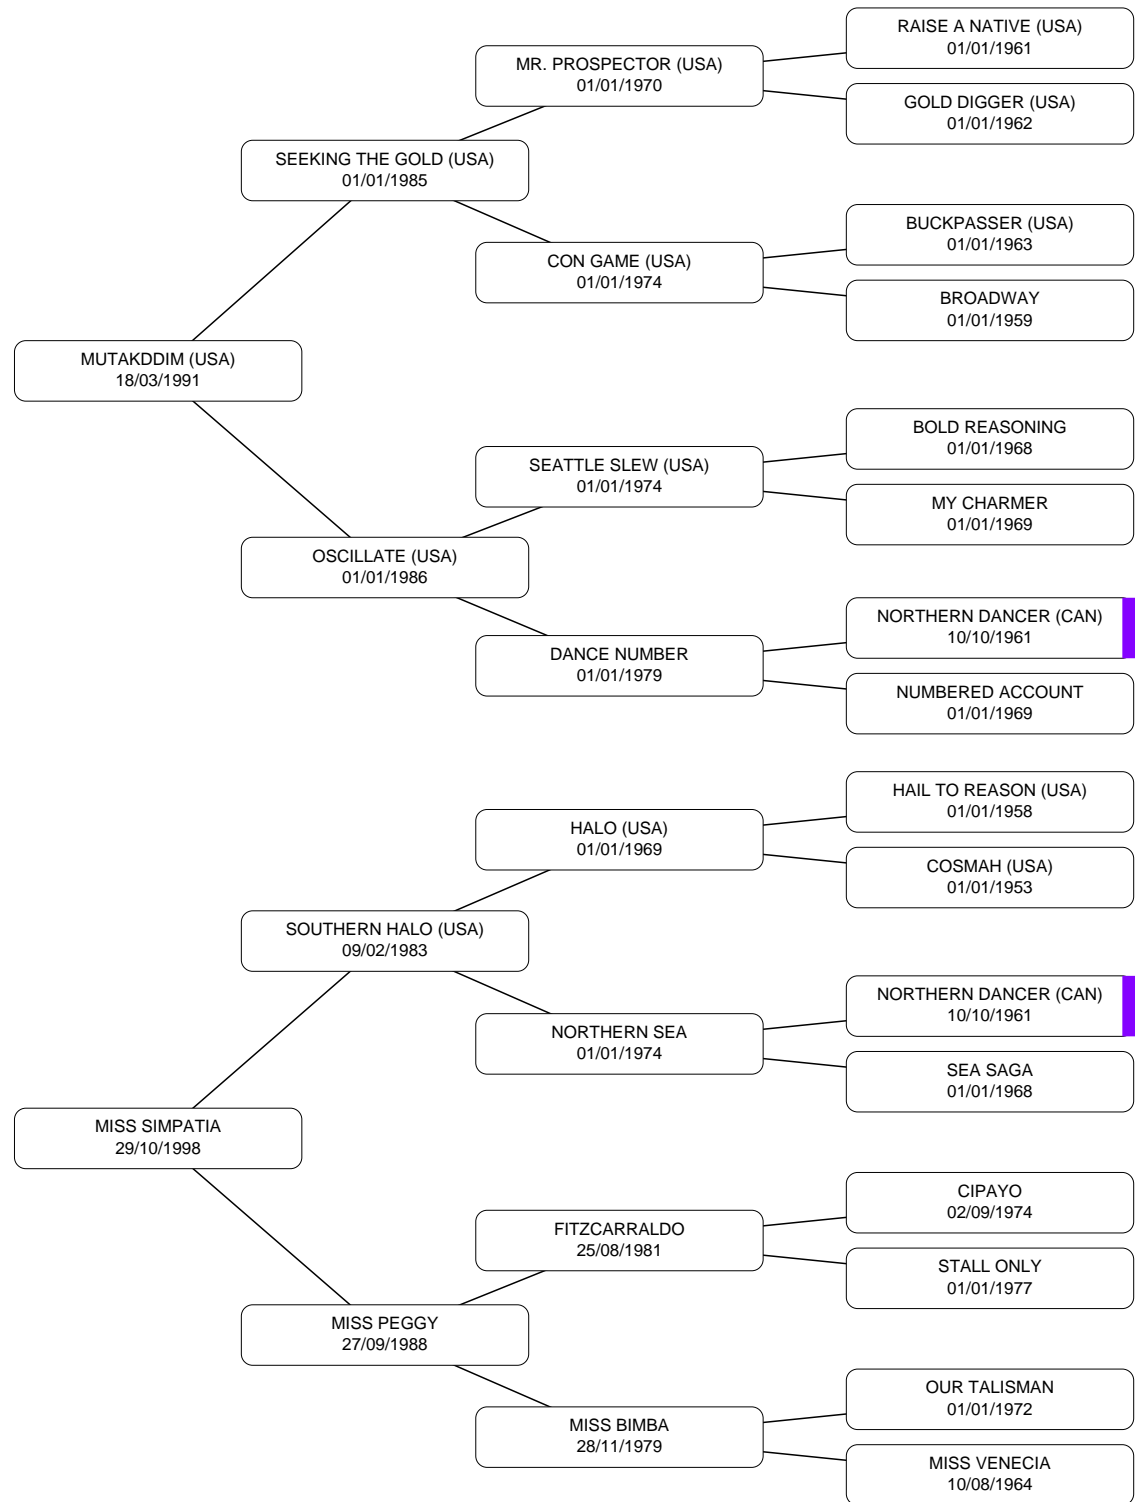 RAISE A NATIVE (USA)
01/01/1961
MR. PROSPECTOR (USA)
01/01/1970
GOLD DIGGER (USA)
01/01/1962
SEEKING THE GOLD (USA)
01/01/1985
BUCKPASSER (USA)
01/01/1963
CON GAME (USA)
01/01/1974
BROADWAY
01/01/1959
MUTAKDDIM (USA)
18/03/1991
BOLD REASONING
01/01/1968
SEATTLE SLEW (USA)
01/01/1974
MY CHARMER
01/01/1969
OSCILLATE (USA)
01/01/1986
NORTHERN DANCER (CAN)
10/10/1961
DANCE NUMBER
01/01/1979
NUMBERED ACCOUNT
01/01/1969
HAIL TO REASON (USA)
01/01/1958
HALO (USA)
01/01/1969
COSMAH (USA)
01/01/1953
SOUTHERN HALO (USA)
09/02/1983
NORTHERN DANCER (CAN)
10/10/1961
NORTHERN SEA
01/01/1974
SEA SAGA
01/01/1968
MISS SIMPATIA
29/10/1998
CIPAYO
02/09/1974
FITZCARRALDO
25/08/1981
STALL ONLY
01/01/1977
MISS PEGGY
27/09/1988
OUR TALISMAN
01/01/1972
MISS BIMBA
28/11/1979
MISS VENECIA
10/08/1964